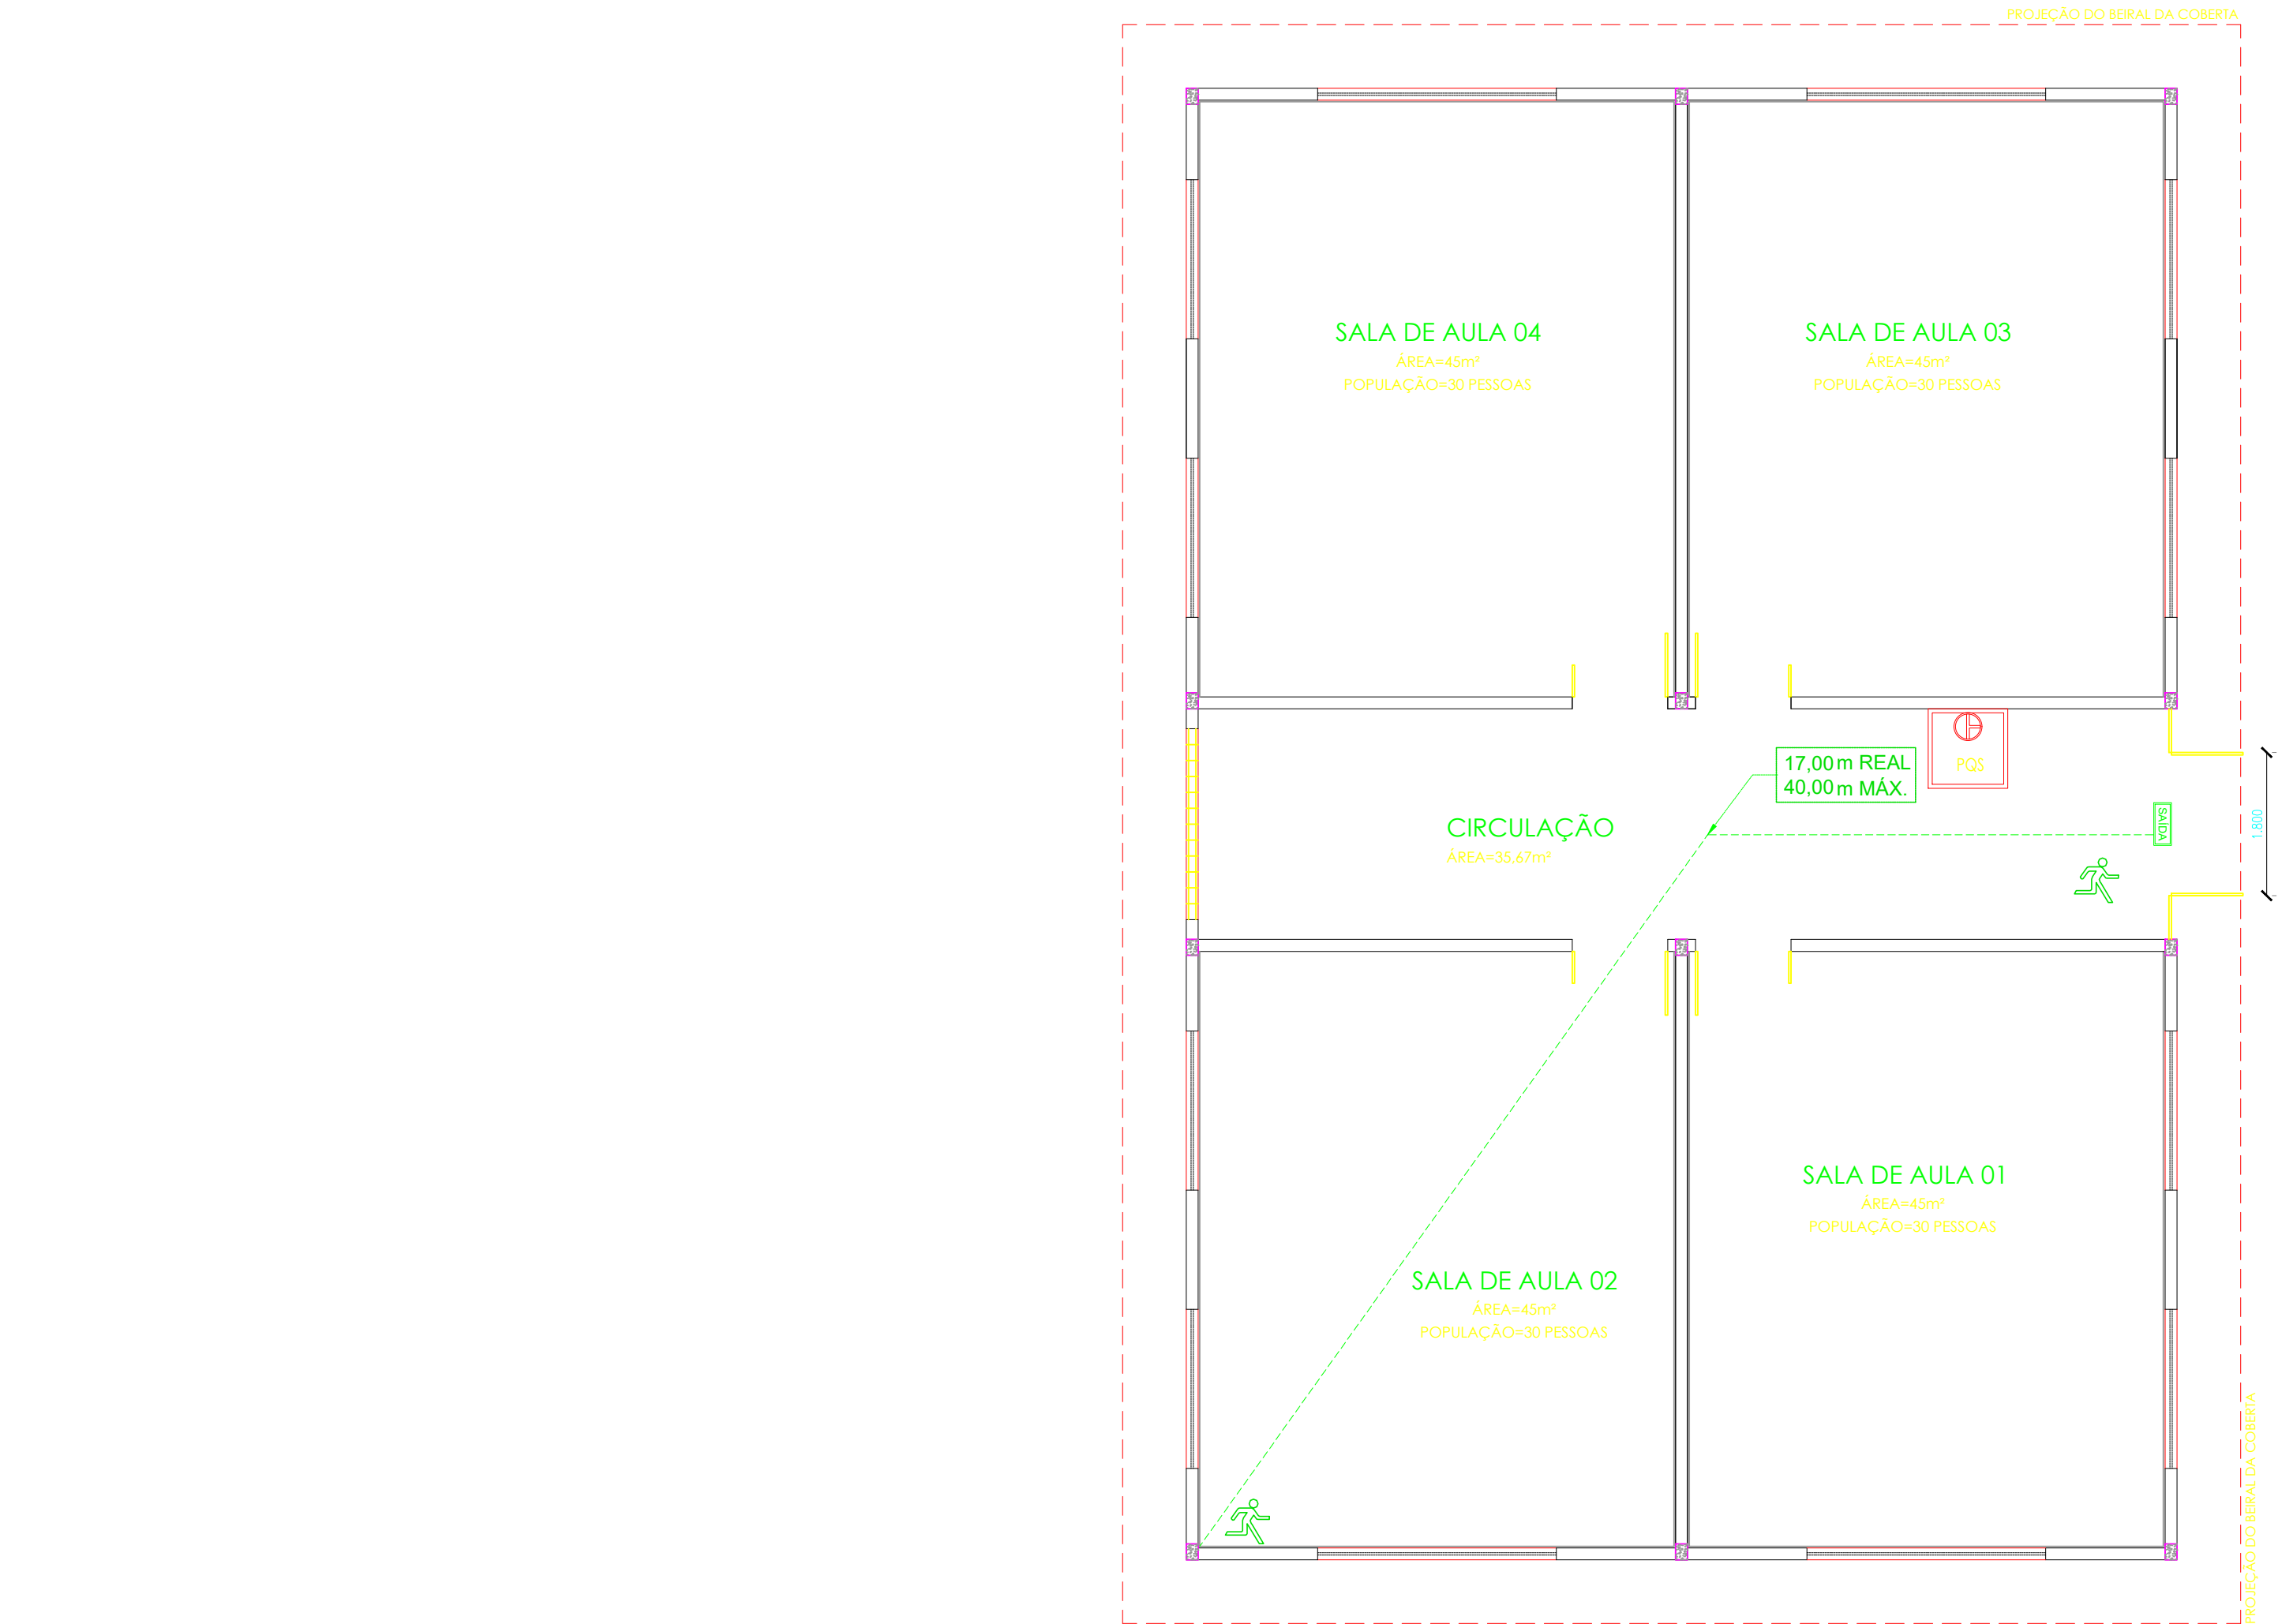 PROJEÇÃO DO BEIRAL DA COBERTA
SALA DE AULA 04
ÁREA=45m²
POPULAÇÃO=30 PESSOAS
SALA DE AULA 03
ÁREA=45m²
POPULAÇÃO=30 PESSOAS
PQS
17,00m REAL
40,00m MÁX.
CIRCULAÇÃO
ÁREA=35,67m²
SAÍDA
1.800
SALA DE AULA 01
ÁREA=45m²
POPULAÇÃO=30 PESSOAS
SALA DE AULA 02
ÁREA=45m²
POPULAÇÃO=30 PESSOAS
PROJEÇÃO DO BEIRAL DA COBERTA